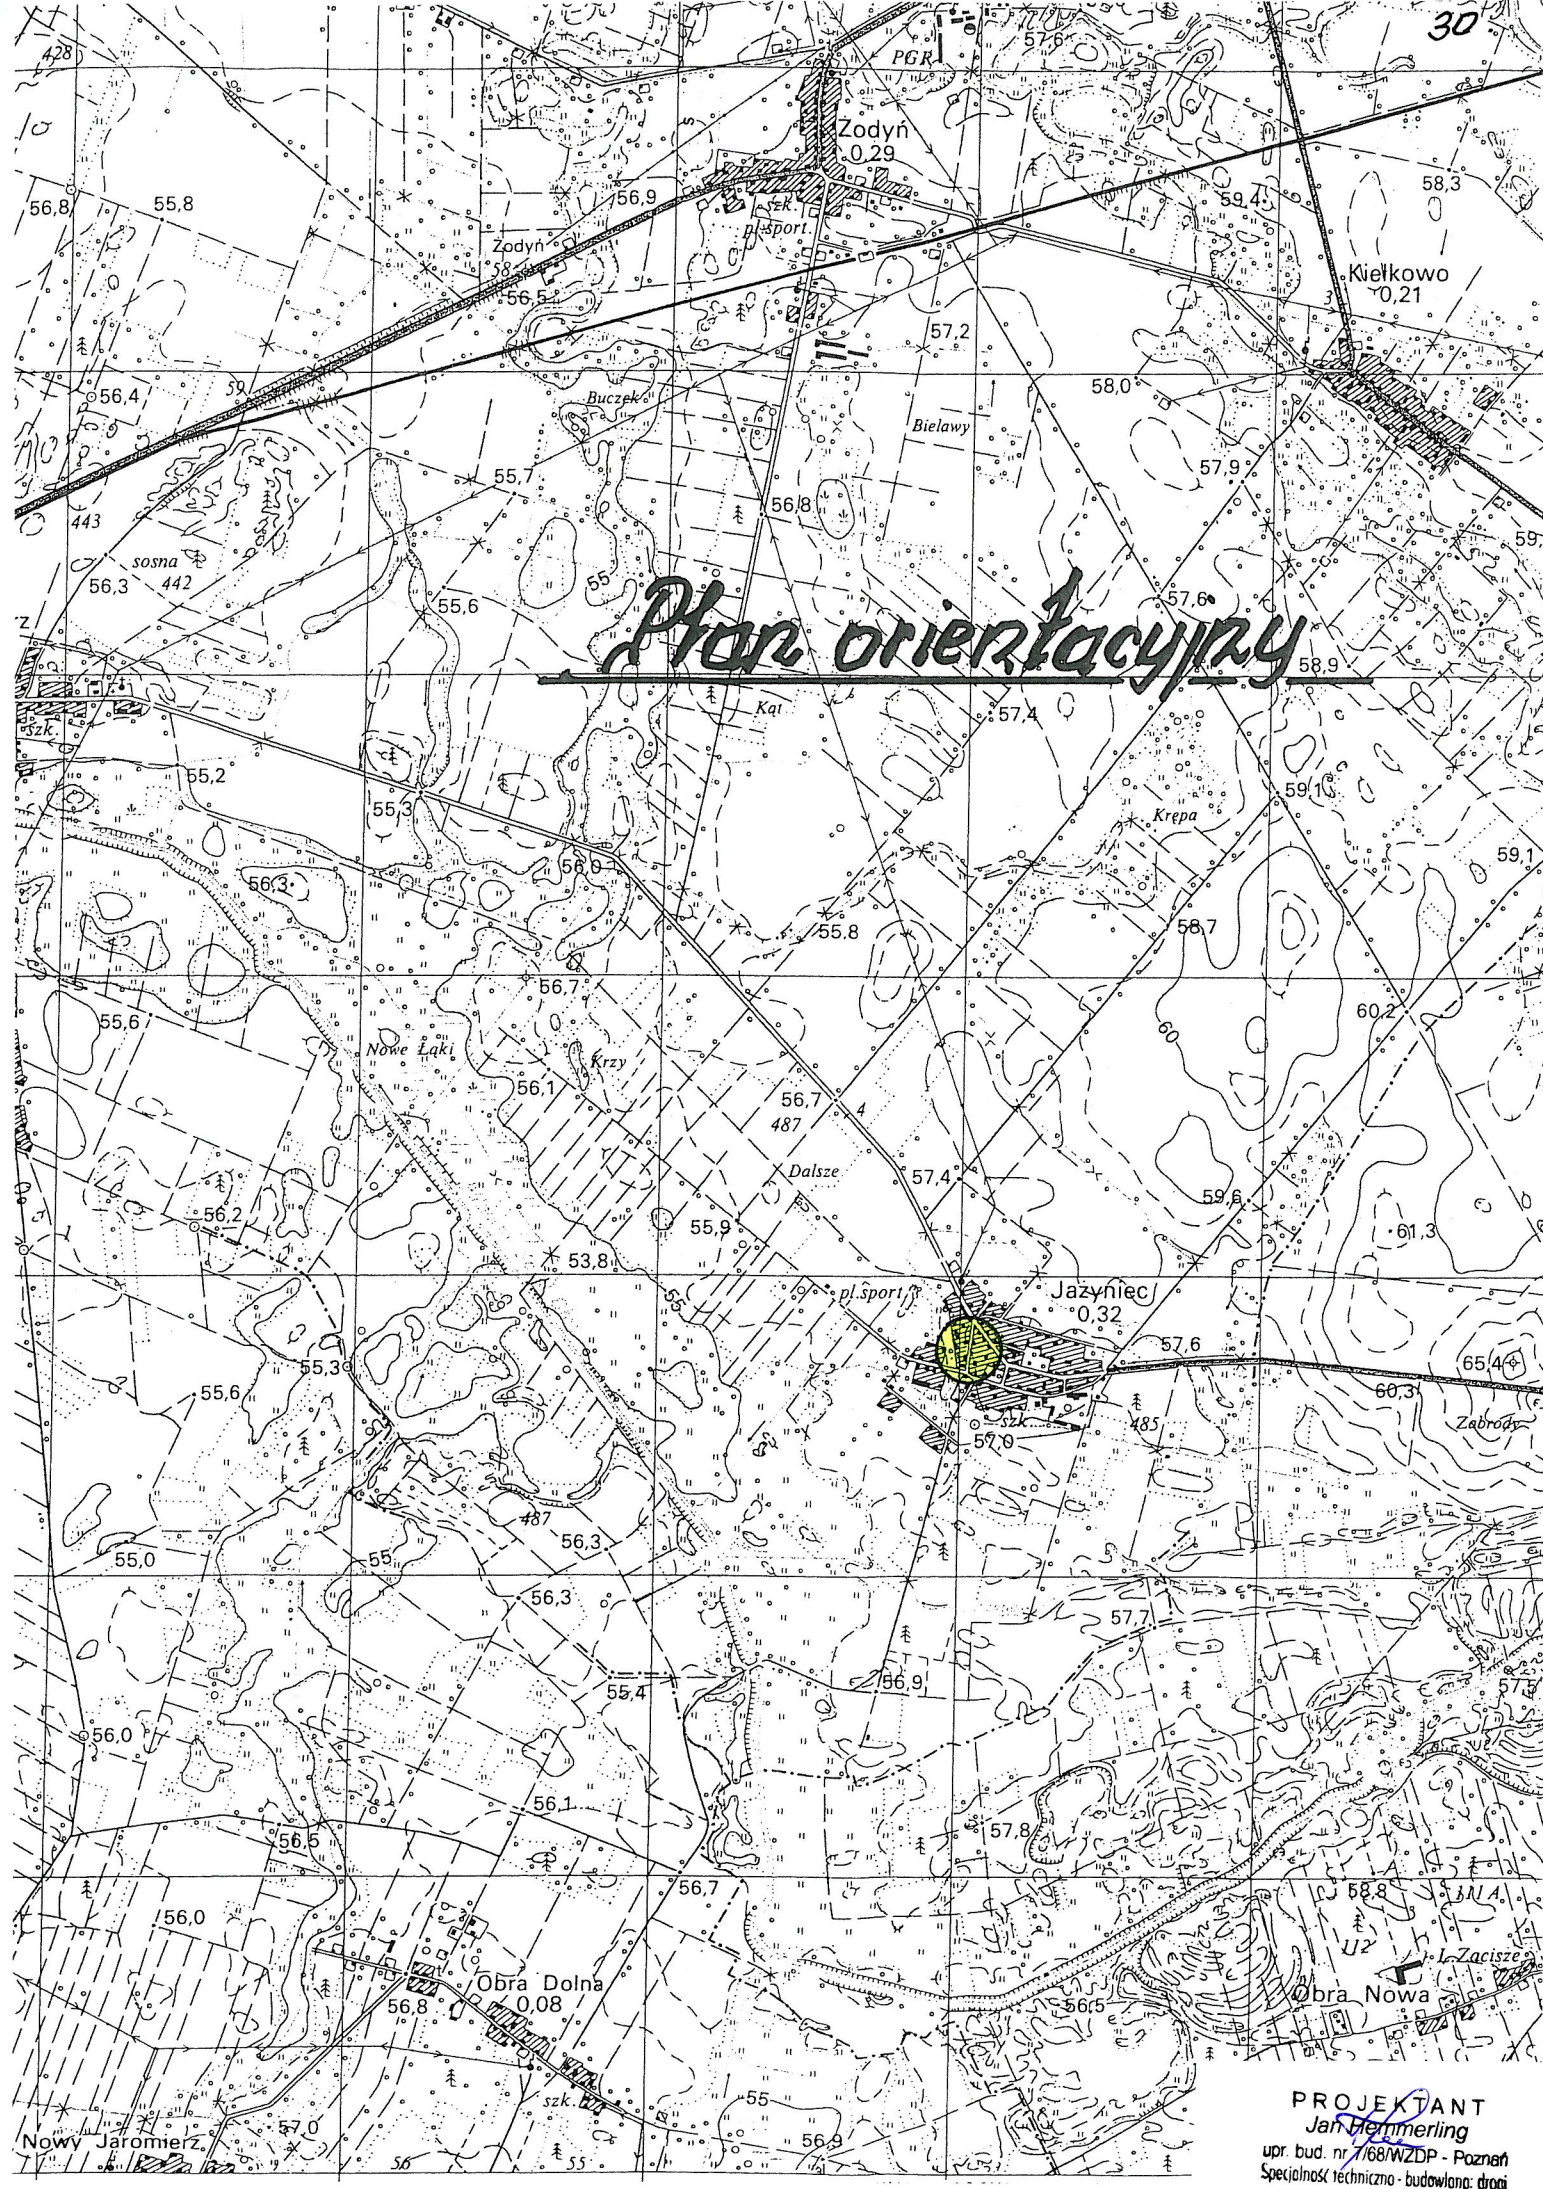 30
428
PGR
57,6
Żodyń
0,29
56,8
55,8
56,9
szk.
pl.sport.
59,4
58,3
Żodyń
58
56,5
Kiełkowo
0,21
3
57,2
59
56,4
58,0
Buczek
Bielawy
55,7
57,9
56,8
443
59,
sosna
442
56,3
55
55,6
57,6
Plan orientacyjny
58,9
Kąt
57,4
szk.
55,2
55,3
59,1
Krępa
56,0
59,1
56,3
55,8
58,7
56,7
55,6
60,2
60
Nowe Łąki
Krzy
56,1
56,7
4
487
Dalsze
57,4
59,6
56,2
55,9
61,3
53,8
55
pl.sport.
Jażyniec
0,32
57,6
55,3
65,4
55,6
60,3
szk.
485
Zabrody
57,0
487
56,3
55,0
55
56,3
57,7
55,4
56,9
57,5
56,0
56,1
56,5
57,8
56,7
58,8
56,0
112
L. Zacisze
Obra Dolna
0,08
Obra Nowa
56,8
56,5
szk.
55
57,0
56,9
Nowy Jaromierz
56
55
PROJEKTANT
Jan Hemmerling
upr. bud. nr 7/68/WZDP - Poznań
Specjalność techniczno - budowlana: drogi